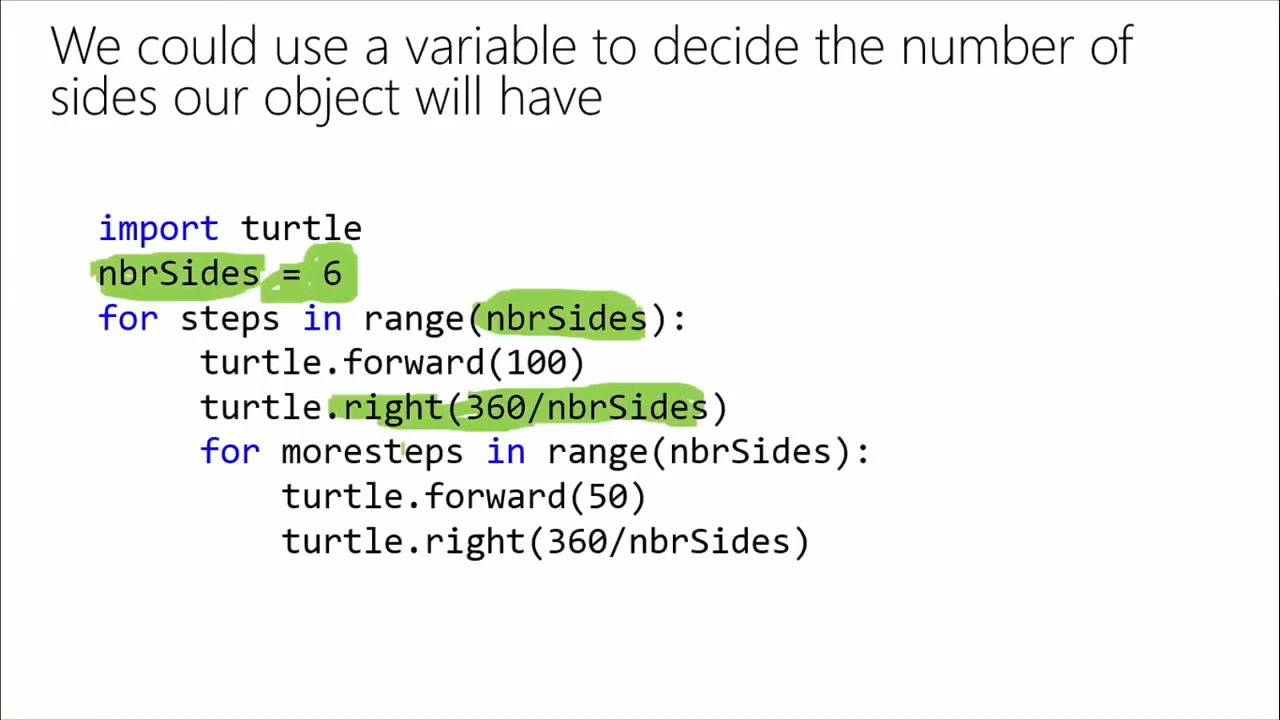 We could use a variable to decide the number of
sides our object will have
import turtle
nbrSides = 6
for steps in range(nbrSides):
turtle.forward(100)
turtle.right(360/nbrSides)
for moresteps in range(nbrSides):
turtle.forward(50)
turtle.right(360/nbrSides)